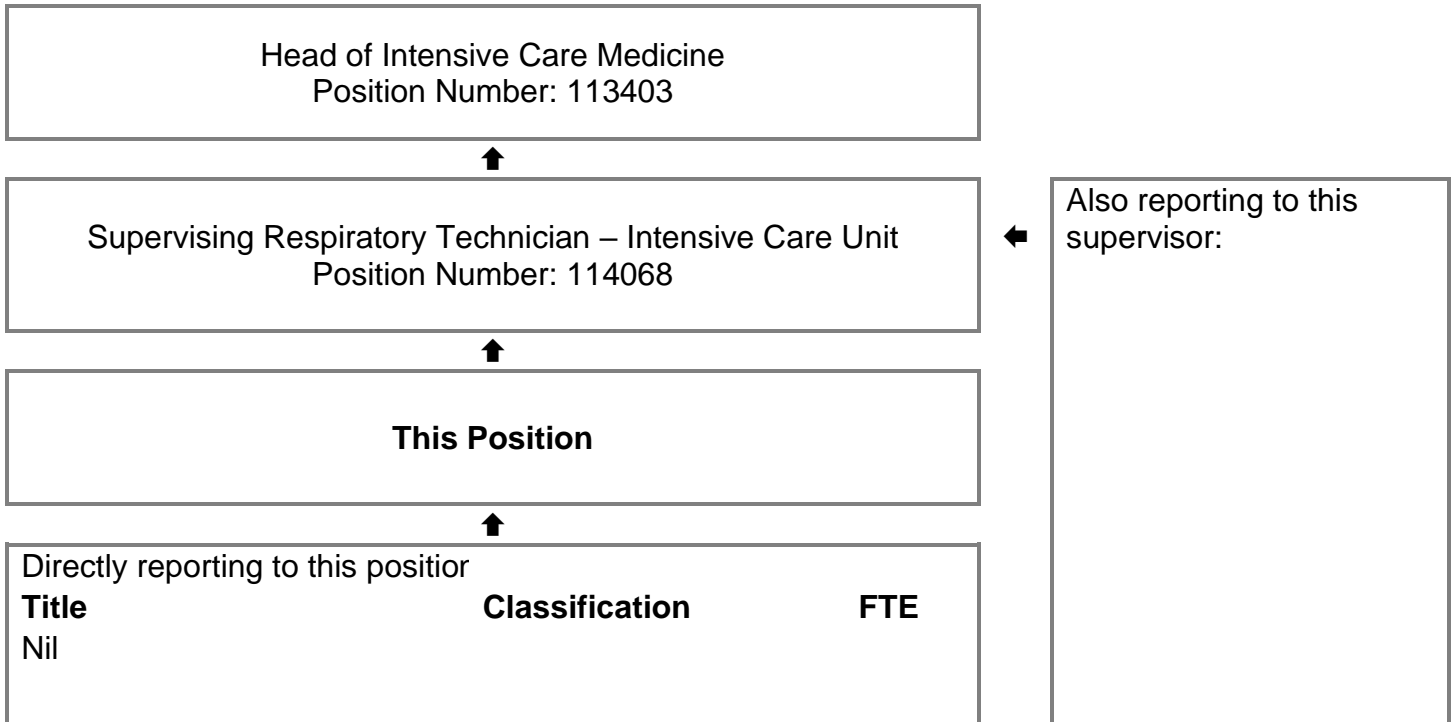 Head of Intensive Care Medicine
Position Number: 113403
Supervising Respiratory Technician – Intensive Care Unit
Position Number: 114068
Also reporting to this
supervisor:
This Position
Directly reporting to this position
Title Classification FTE
Nil